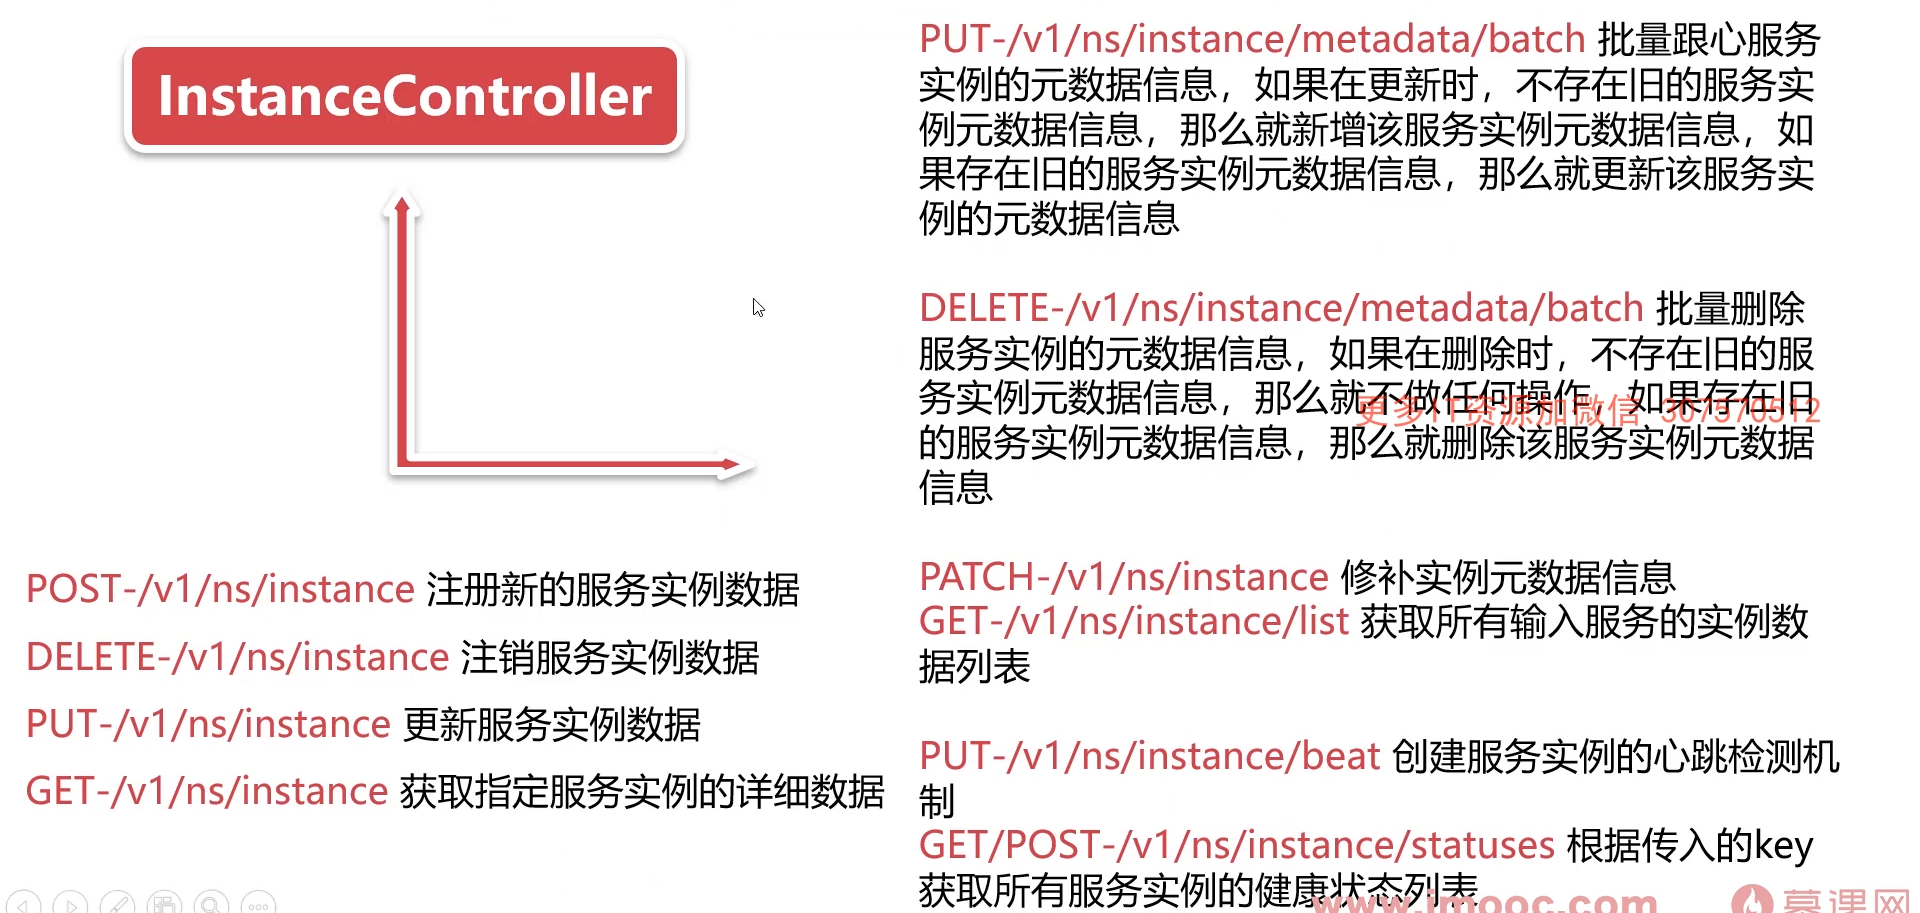 InstanceController
POST-/v1/ns/instance 注册新的服务实例数据
DELETE-/v1/ns/instance 注销服务实例数据
PUT-/v1/ns/instance 更新服务实例数据
GET-/v1/ns/instance 获取指定服务实例的详细数据
PUT-/v1/ns/instance/metadata/batch 批量跟心服务
实例的元数据信息，如果在更新时，不存在旧的服务实
例元数据信息，那么就新增该服务实例元数据信息，如
果存在旧的服务实例元数据信息，那么就更新该服务实
例的元数据信息
DELETE-/v1/ns/instance/metadata/batch 批量删除
服务实例的元数据信息，如果在删除时，不存在旧的服
务实例元数据信息，那么就不做任何操作，如果存在旧
更多IT资源加微信 307570512
的服务实例元数据信息，那么就删除该服务实例元数据
信息
PATCH-/v1/ns/instance 修补实例元数据信息
GET-/v1/ns/instance/list 获取所有输入服务的实例数
据列表
PUT-/v1/ns/instance/beat 创建服务实例的心跳检测机
制
GET/POST-/v1/ns/instance/statuses 根据传入的key
获取所有服务实例的健康状态列表
www.imooc.com
慕课网